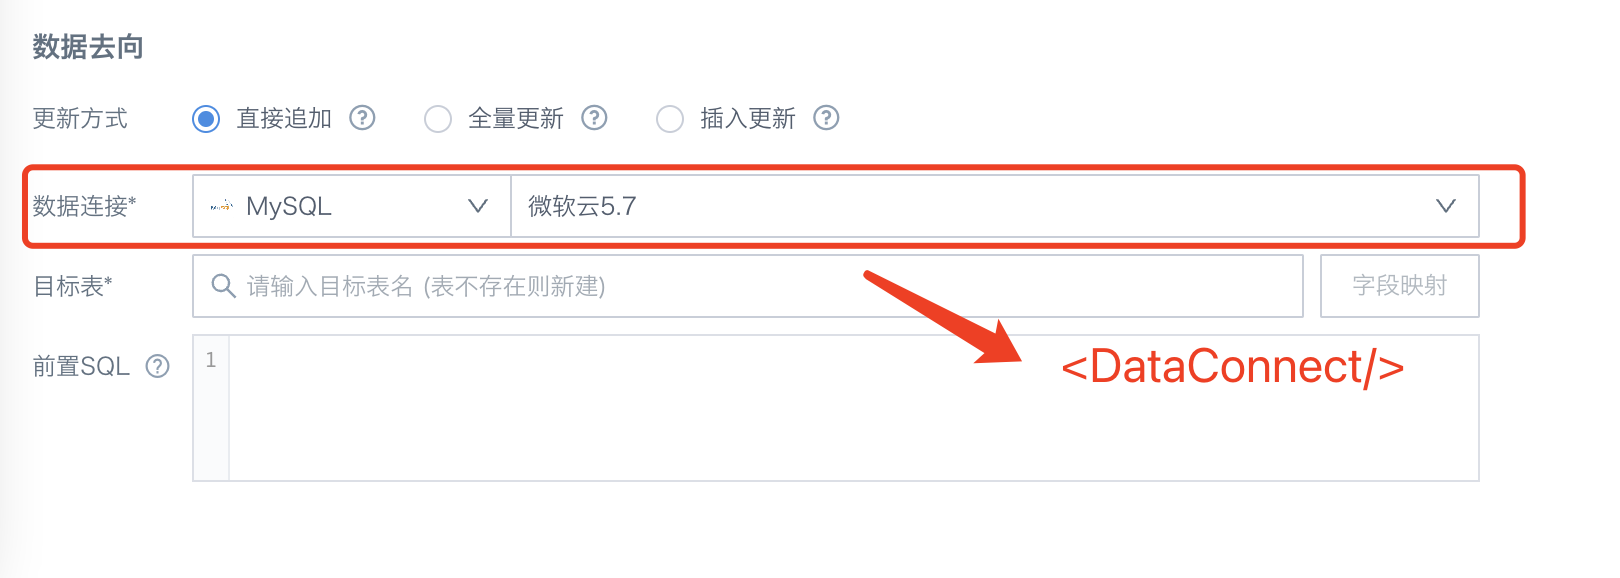 数据去向
更新方式 直接追加 ? 全量更新 ? 插入更新 ?
数据连接* MySQL 微软云5.7
目标表* 请输入目标表名 (表不存在则新建) 字段映射
前置SQL ? 1
<DataConnect/>